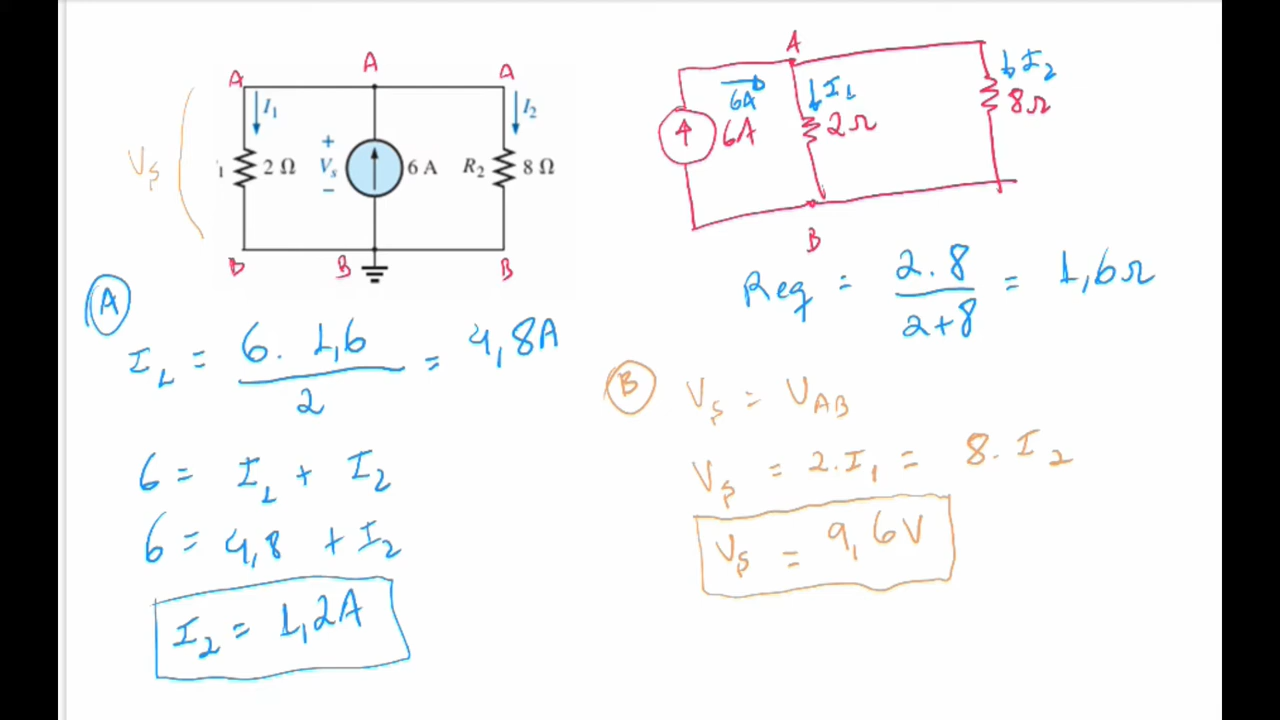 A A A
I1 I2
Vs 1 2 Ω + Vs − 6 A R2 8 Ω
B B B
A
I1 = 6 . 1,6 / 2 = 4,8A
6 = I1 + I2
6 = 4,8 + I2
I2 = 1,2A
A
6A I1 I2
6A 2Ω 8Ω
B
Req = 2 . 8 / 2+8 = 1,6Ω
B Vs = VAB
Vs = 2.I1 = 8. I2
Vs = 9,6V